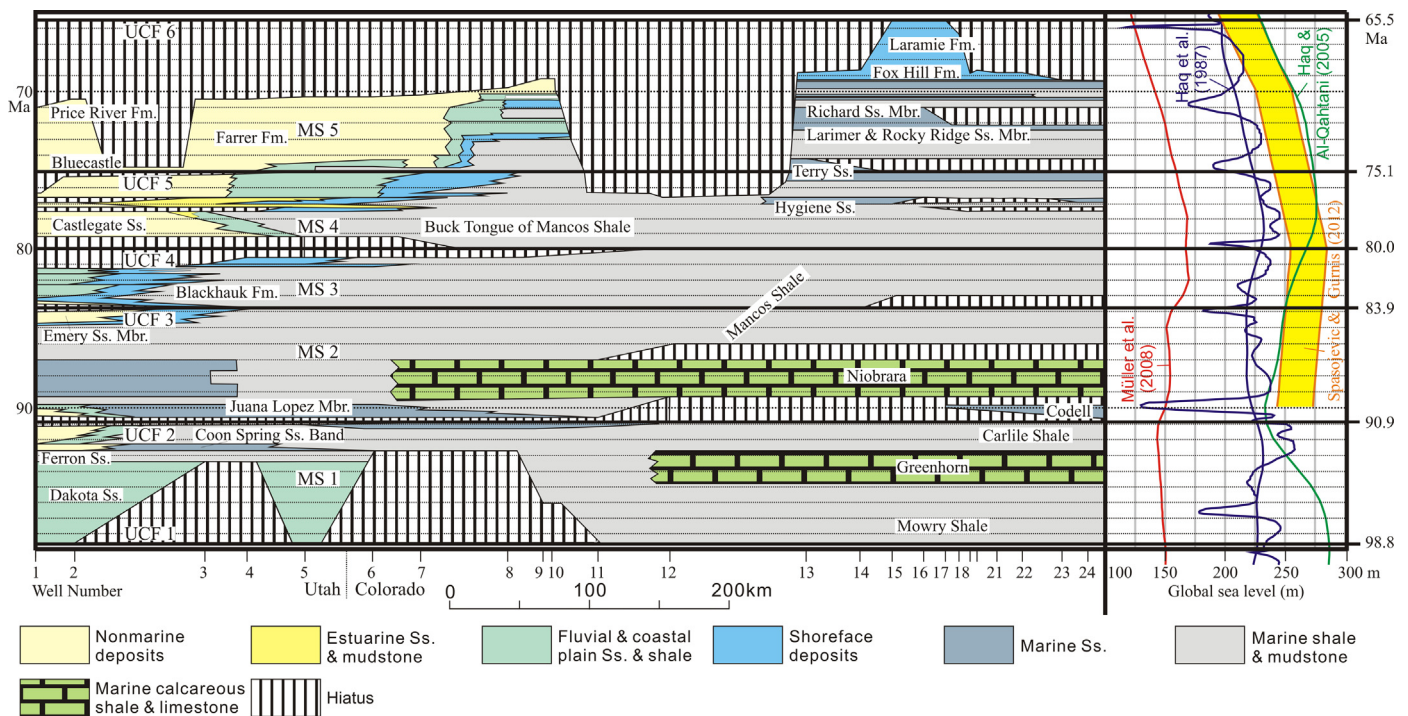 UCF 6
65.5
Ma
Laramie Fm.
Fox Hill Fm.
Haq et al.
(1987)
Haq &
Al-Qahtani (2005)
70
Ma
Price River Fm.
MS 5
Farrer Fm.
Richard Ss. Mbr.
Larimer & Rocky Ridge Ss. Mbr.
Bluecastle
75.1
UCF 5
Terry Ss.
Hygiene Ss.
Castlegate Ss.
MS 4
Buck Tongue of Mancos Shale
80
80.0
UCF 4
MS 3
Blackhauk Fm.
Mancos Shale
83.9
UCF 3
Emery Ss. Mbr.
MS 2
Müller et al.
(2008)
Spasojevic & Gurnis (2012)
Niobrara
90
Juana Lopez Mbr.
Codell
90.9
UCF 2
Coon Spring Ss. Band
Carlile Shale
Ferron Ss.
MS 1
Greenhorn
Dakota Ss.
UCF 1
Mowry Shale
98.8
1 2 3 4 5 6 7 8 9 10 11 12 13 14 15 16 17 18 21 22 23 24
100 150 200 250 300 m
Well Number
Utah
Colorado
Global sea level (m)
0 100 200km
Nonmarine
deposits
Estuarine Ss.
& mudstone
Fluvial & coastal
plain Ss. & shale
Shoreface
deposits
Marine Ss.
Marine shale
& mudstone
Marine calcareous
shale & limestone
Hiatus